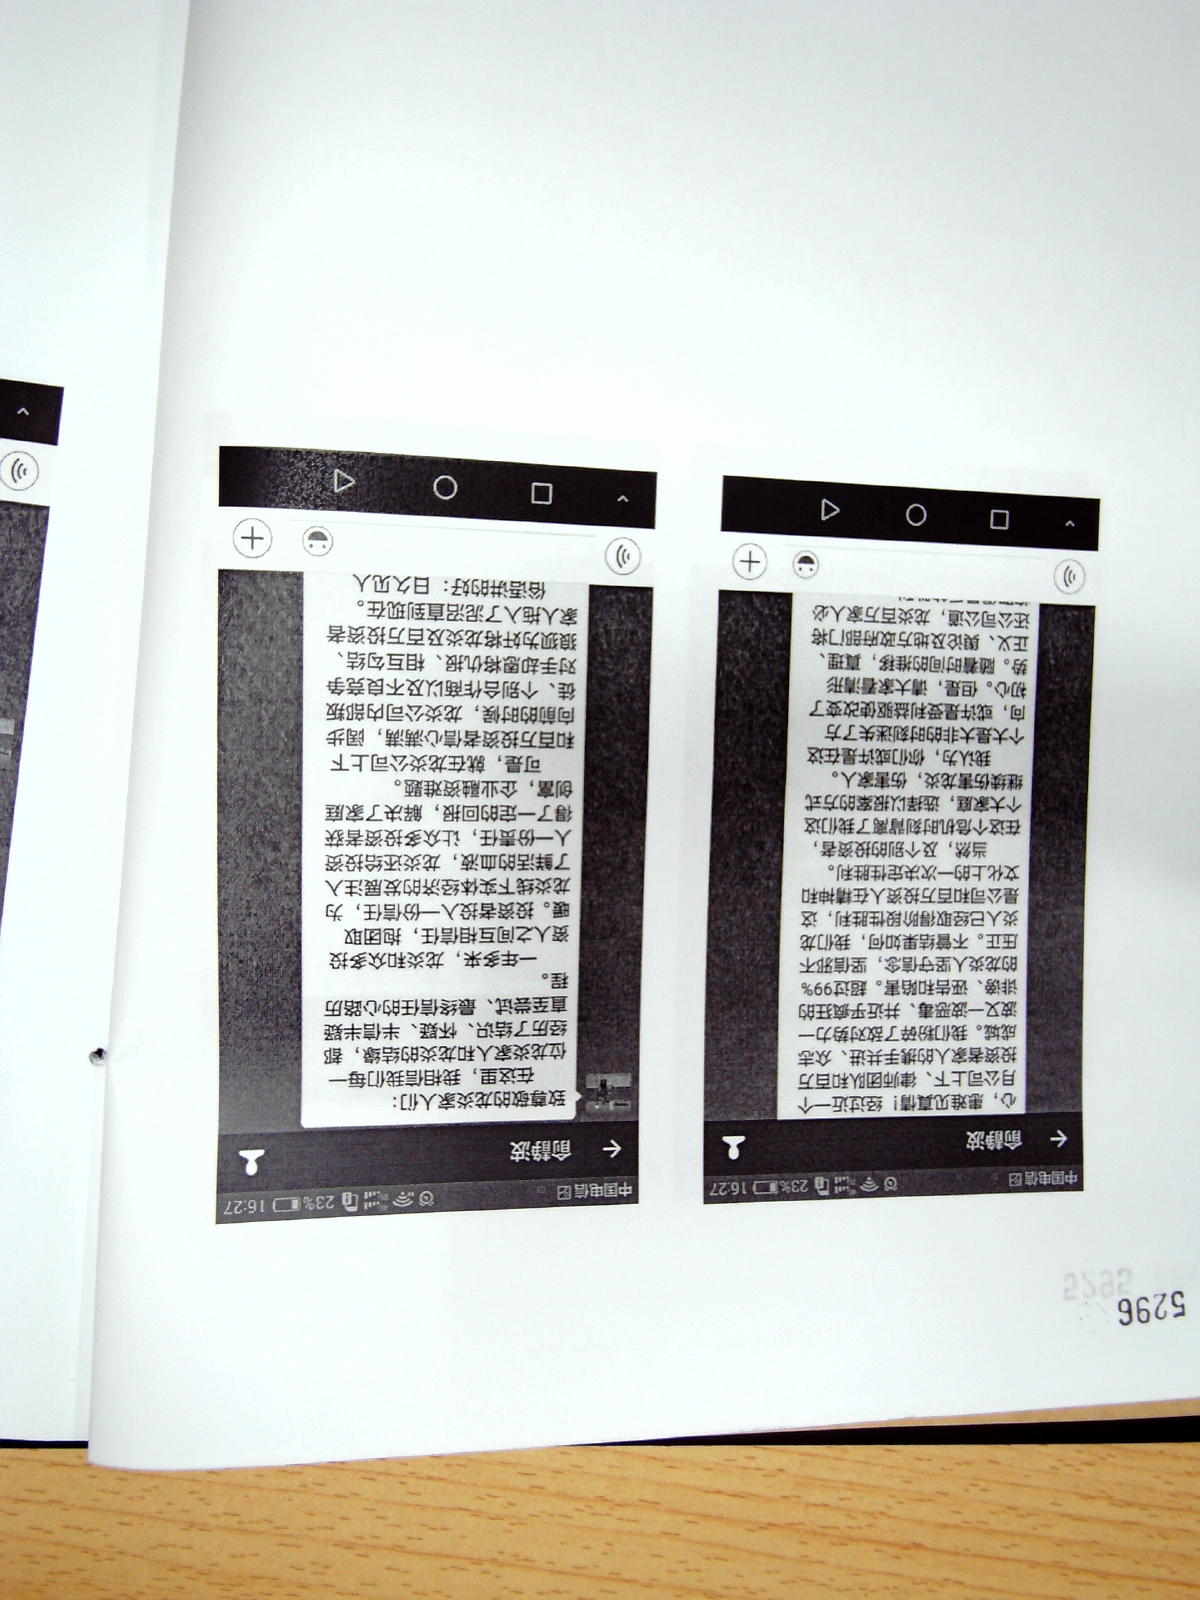 中国电信 23% 16:27
俞静波
致尊敬的龙炎家人们：
在这里，我相信我们每一
位龙炎家人和龙炎的结缘，都
经历了结识、怀疑、半信半疑
直至尝试、最终信任的心路历
程。
一年多来，龙炎和众多投
资人之间互相信任，抱团取
暖。投资者投入一份信任，为
龙炎线下实体经济的发展注入
了鲜活的血液，龙炎还给投资
人一份责任，让众多投资者获
得了一定的回报，解决了家庭
创富，企业融资难题。
可是，就在龙炎公司上下
和百万投资者信心满满，阔步
向前的时候，龙炎公司内部叛
徒、个别合作商以及不良竞争
对手却恩将仇报、相互勾结、
狼狈为奸将龙炎及百万投资者
家人拖入了泥沼直到现在。
俗语讲的好：日久见人
中国电信 23% 16:27
俞静波
心，患难见真情！经过近一个
月公司上下、律师团队和百万
投资者家人的携手共进、众志
成城。我们粉碎了敌对势力一
波又一波恶毒、并近乎疯狂的
诽谤、诬告和陷害。超过99%
的龙炎人坚守信念，坚信邪不
压正。不管结果如何，我们龙
炎人已经取得阶段性胜利，这
是公司和百万投资人在精神和
文化上的一次决定性胜利。
当然，及个别的投资者，
在这个危机时刻背离了我们这
个大家庭，选择以报案的方式
继续伤害龙炎，伤害家人。
我认为，你们或许是在这
个大是大非的时刻迷失了方
向，或许是受利益驱使改变了
初心。但是，请大家看清形
势。随着时间的推移，真理、
正义、舆论及地方政府部门将
还公司公道，龙炎百万家人必
5296
5295